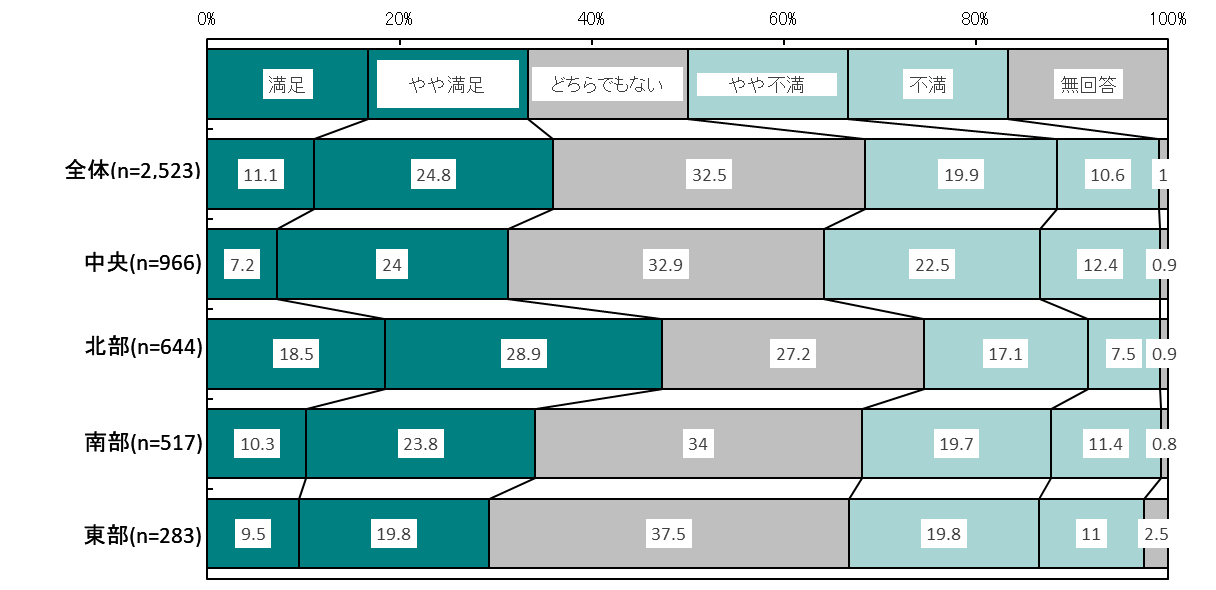 0% 20% 40% 60% 80% 100%
満足 やや満足 どちらでもない やや不満 不満 無回答
全体(n=2,523) 11.1 24.8 32.5 19.9 10.6 1
中央(n=966) 7.2 24 32.9 22.5 12.4 0.9
北部(n=644) 18.5 28.9 27.2 17.1 7.5 0.9
南部(n=517) 10.3 23.8 34 19.7 11.4 0.8
東部(n=283) 9.5 19.8 37.5 19.8 11 2.5